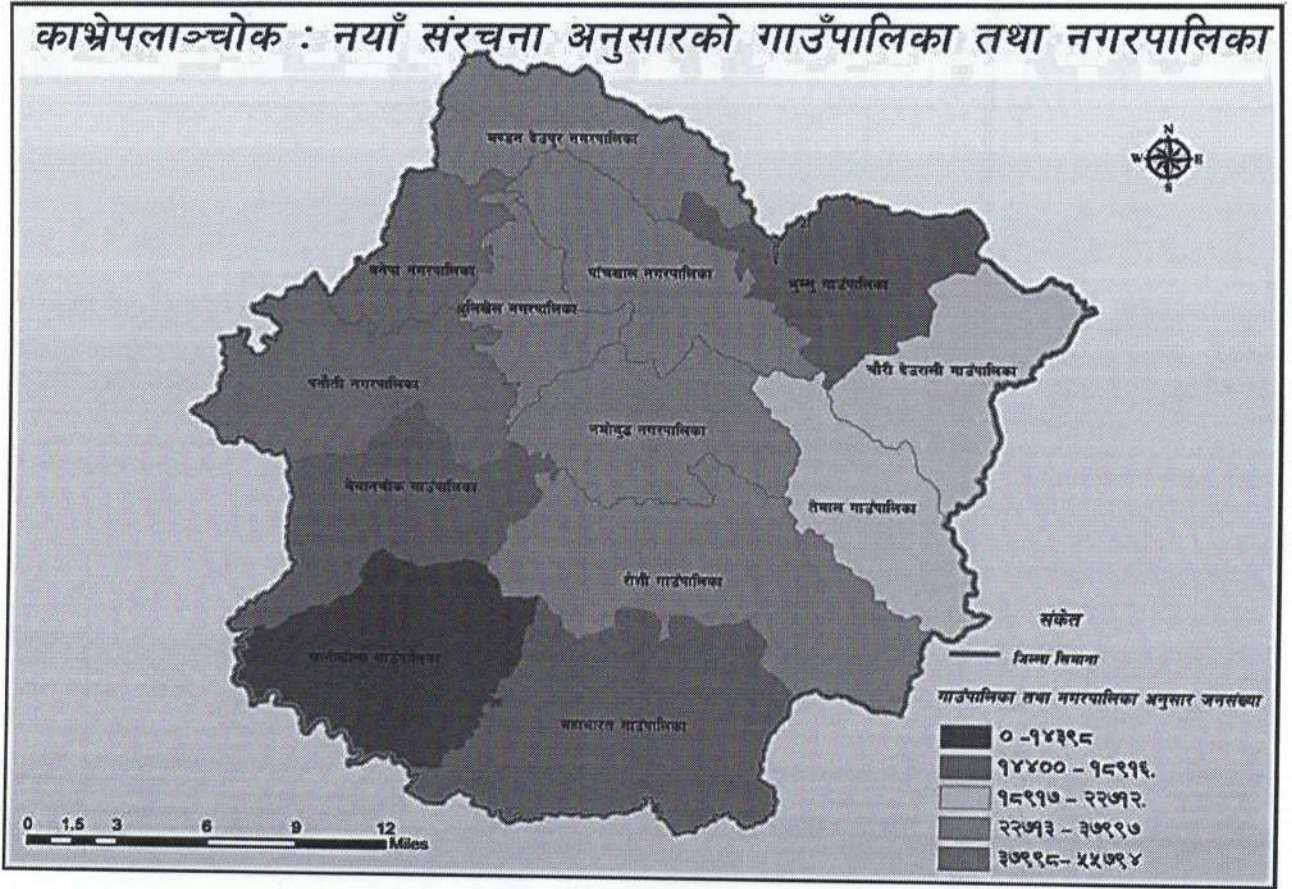 काभ्रेपलाञ्चोक : नयाँ संरचना अनुसारको गाउँपालिका तथा नगरपालिका
N
W E
S
मण्डन देउपुर नगरपालिका
बनेपा नगरपालिका
पांचखाल नगरपालिका
भुम्लु गाउंपालिका
धुलिखेल नगरपालिका
चौरी देउराली गाउंपालिका
पनौती नगरपालिका
नमोबुद्ध नगरपालिका
बेथानचोक गाउंपालिका
तेमाल गाउंपालिका
रोशी गाउंपालिका
खानीखोला गाउंपालिका
महाभारत गाउंपालिका
संकेत
जिल्ला सिमाना
गाउंपालिका तथा नगरपालिका अनुसार जनसंख्या
० -१४३९८
१४४०० - १८९१६.
१८९१७ - २२७१२.
२२७१३ - ३७९९७
३७९९८- ५५७९४
0 1.5 3 6 9 12
Miles